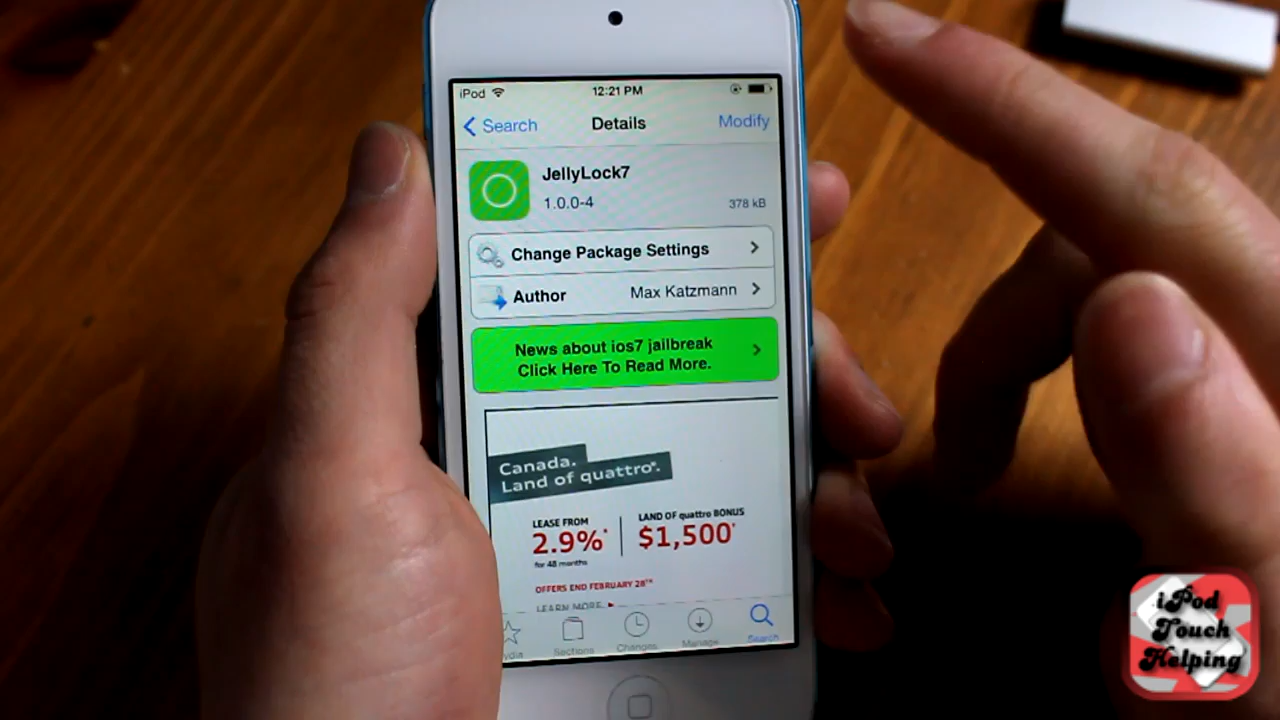 iPod
12:21 PM
Search
Details
Modify
JellyLock7
1.0.0-4
378 kB
Change Package Settings
Author
Max Katzmann
News about ios7 jailbreak
Click Here To Read More.
Canada.
Land of quattro®.
LEASE FROM
2.9%*
for 48 months
LAND OF quattro BONUS
$1,500*
OFFERS END FEBRUARY 28TH
LEARN MORE
ydia
Sections
Changes
Manage
Search
iPod
Touch
Helping